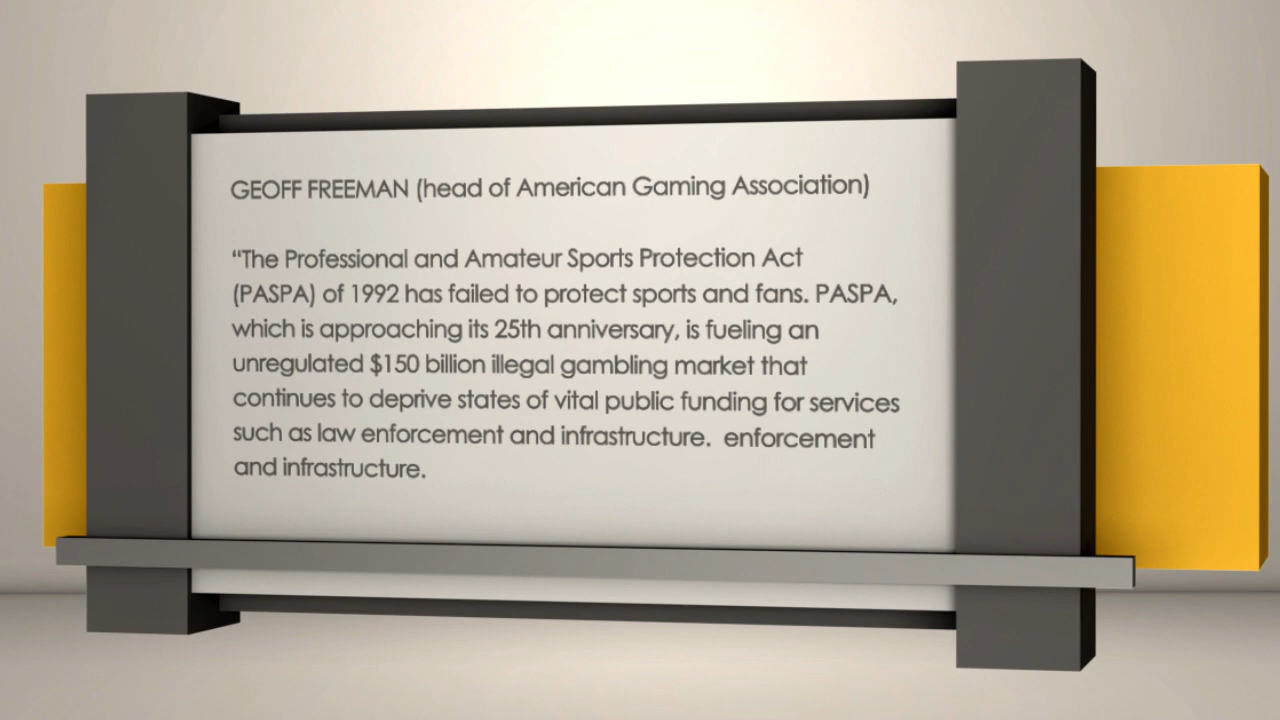 GEOFF FREEMAN (head of American Gaming Association)
“The Professional and Amateur Sports Protection Act
(PASPA) of 1992 has failed to protect sports and fans. PASPA,
which is approaching its 25th anniversary, is fueling an
unregulated $150 billion illegal gambling market that
continues to deprive states of vital public funding for services
such as law enforcement and infrastructure.  enforcement
and infrastructure.